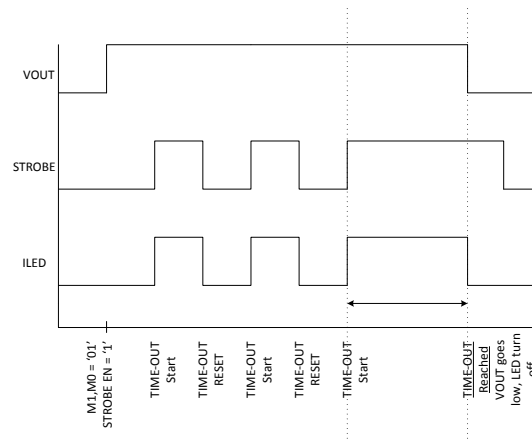 VOUT
STROBE
ILED
M1,M0 = ‘01’
STROBE EN = ‘1’
TIME-OUT
Start
TIME-OUT
RESET
TIME-OUT
Start
TIME-OUT
RESET
TIME-OUT
Start
TIME-OUT
Reached
VOUT goes
low, LED turn
off